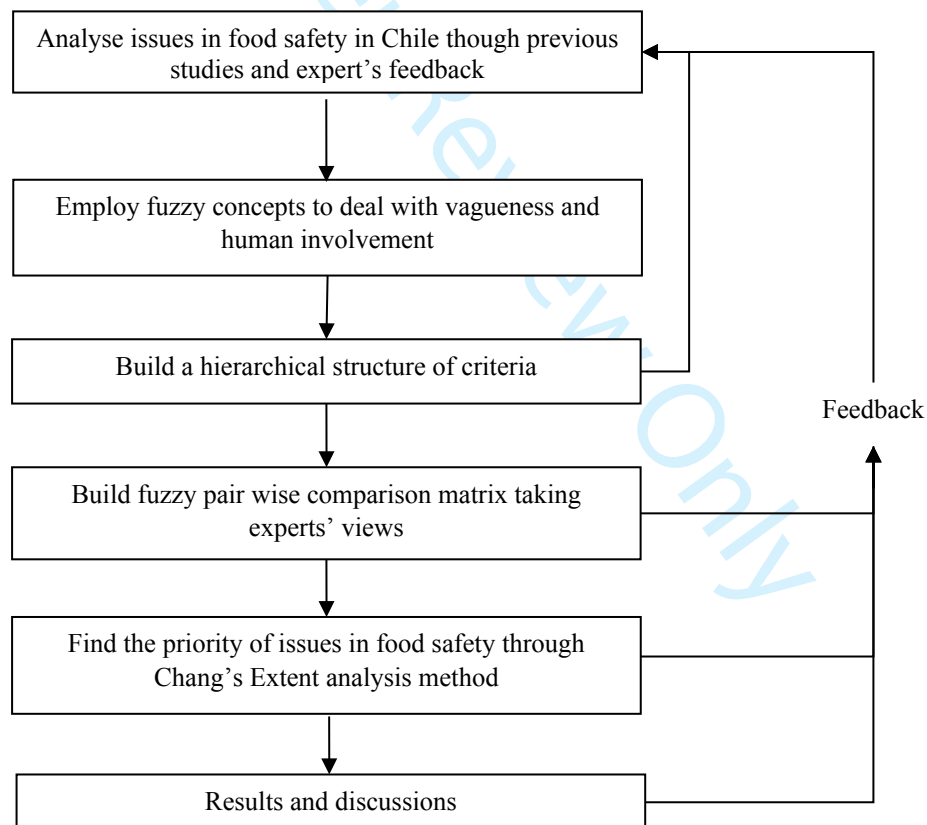 Analyse issues in food safety in Chile though previous
studies and expert's feedback
Employ fuzzy concepts to deal with vagueness and
human involvement
Build a hierarchical structure of criteria
Feedback
Build fuzzy pair wise comparison matrix taking
experts' views
Find the priority of issues in food safety through
Chang's Extent analysis method
Results and discussions
Review Only